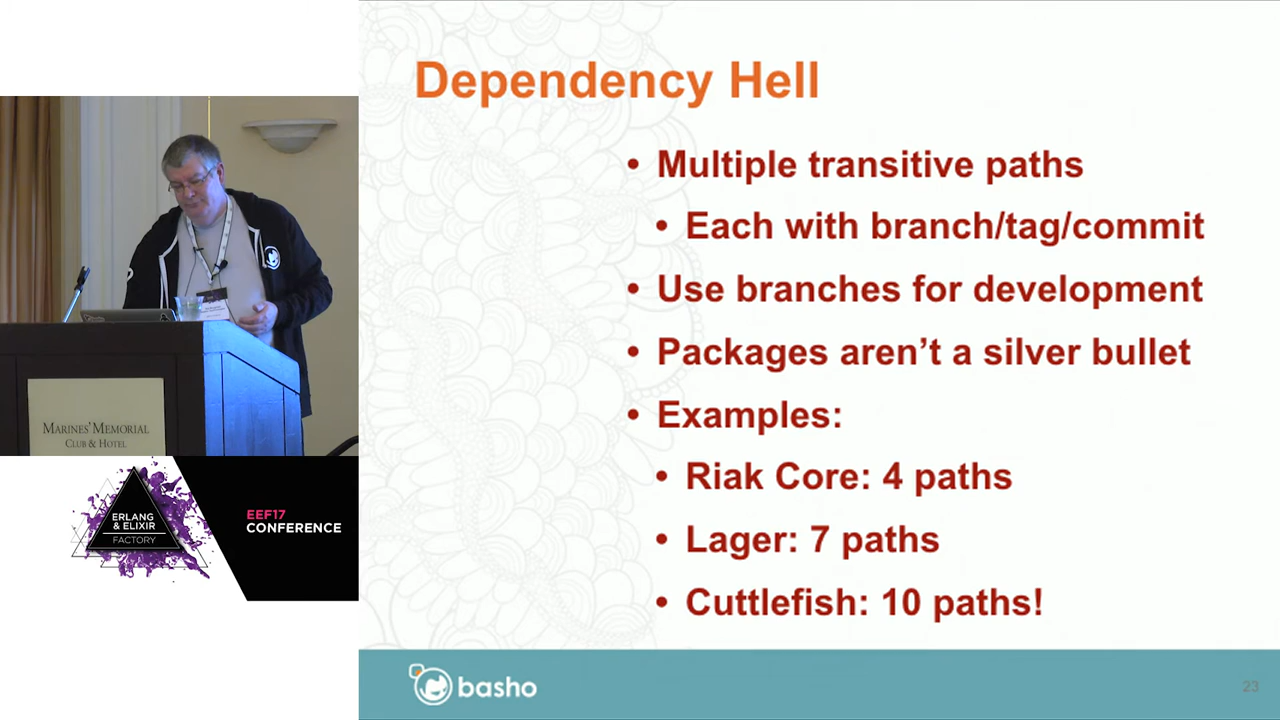 Dependency Hell
• Multiple transitive paths
• Each with branch/tag/commit
• Use branches for development
• Packages aren’t a silver bullet
• Examples:
• Riak Core: 4 paths
• Lager: 7 paths
• Cuttlefish: 10 paths!
basho
23
MARINES' MEMORIAL
CLUB & HOTEL
ERLANG
& ELIXIR
FACTORY
EEF17
CONFERENCE